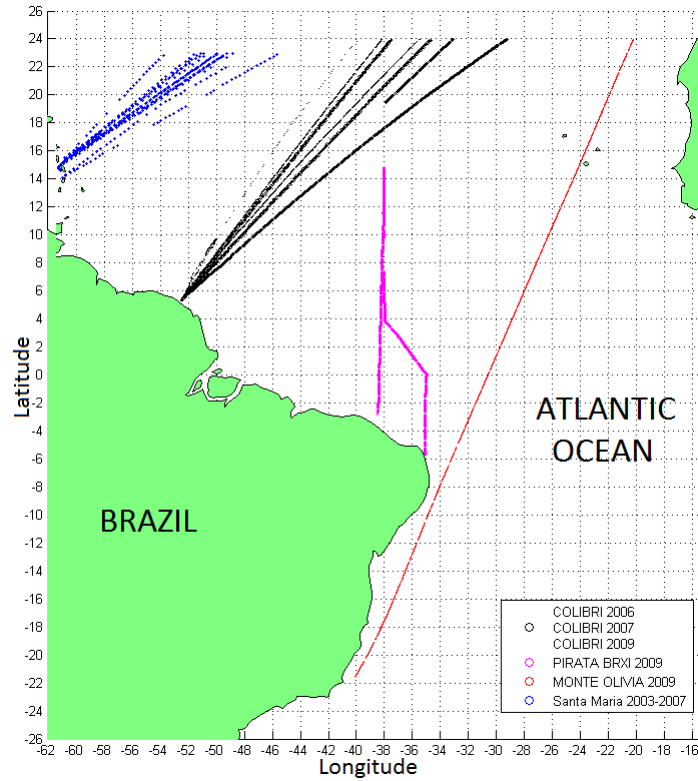 26
24
22
20
18
16
14
12
10
8
6
4
2
0
-2
-4
-6
-8
-10
-12
-14
-16
-18
-20
-22
-24
-26
Latitude
BRAZIL
ATLANTIC
OCEAN
COLIBRI 2006
COLIBRI 2007
COLIBRI 2009
PIRATA BRXI 2009
MONTE OLIVIA 2009
Santa Maria 2003-2007
-62 -60 -58 -56 -54 -52 -50 -48 -46 -44 -42 -40 -38 -36 -34 -32 -30 -28 -26 -24 -22 -20 -18 -16
Longitude